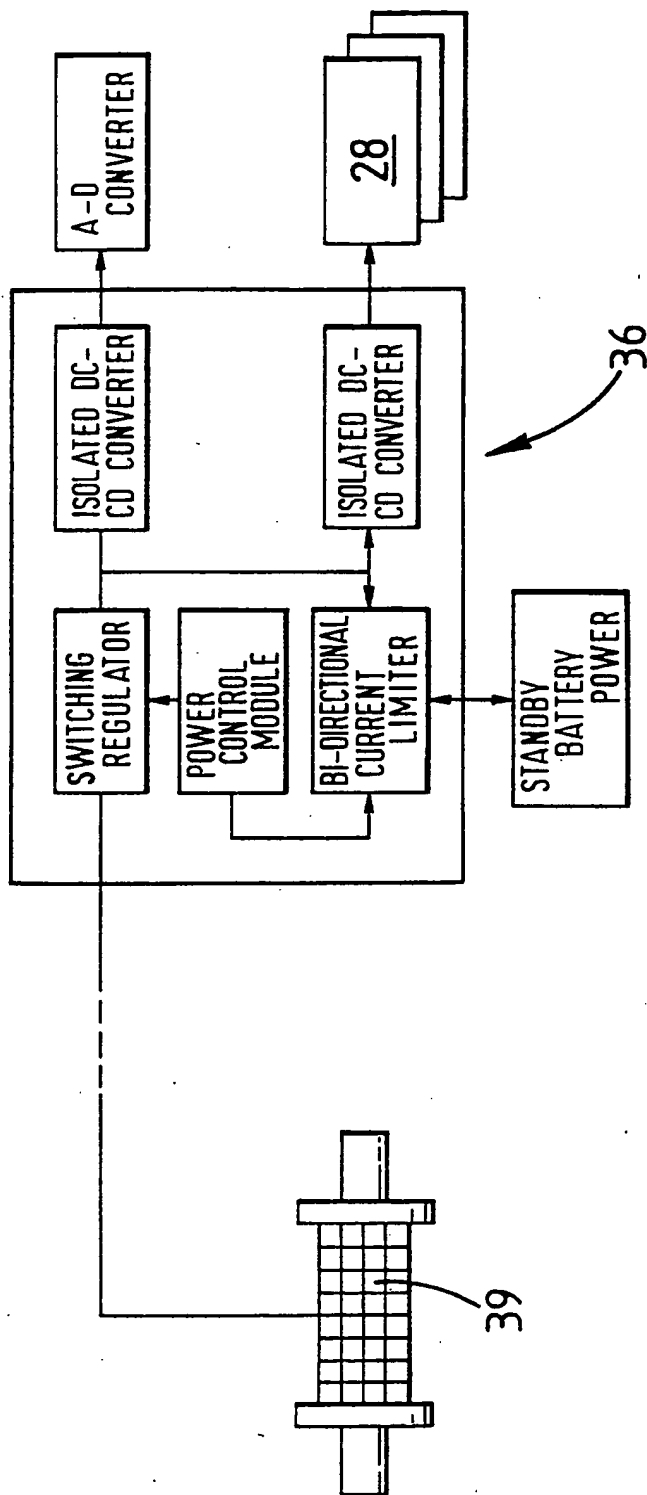 A-D
CONVERTER
28
ISOLATED DC-
CD CONVERTER
ISOLATED DC-
CD CONVERTER
36
SWITCHING
REGULATOR
POWER
CONTROL
MODULE
BI-DIRECTIONAL
CURRENT
LIMITER
STANDBY
BATTERY
POWER
39